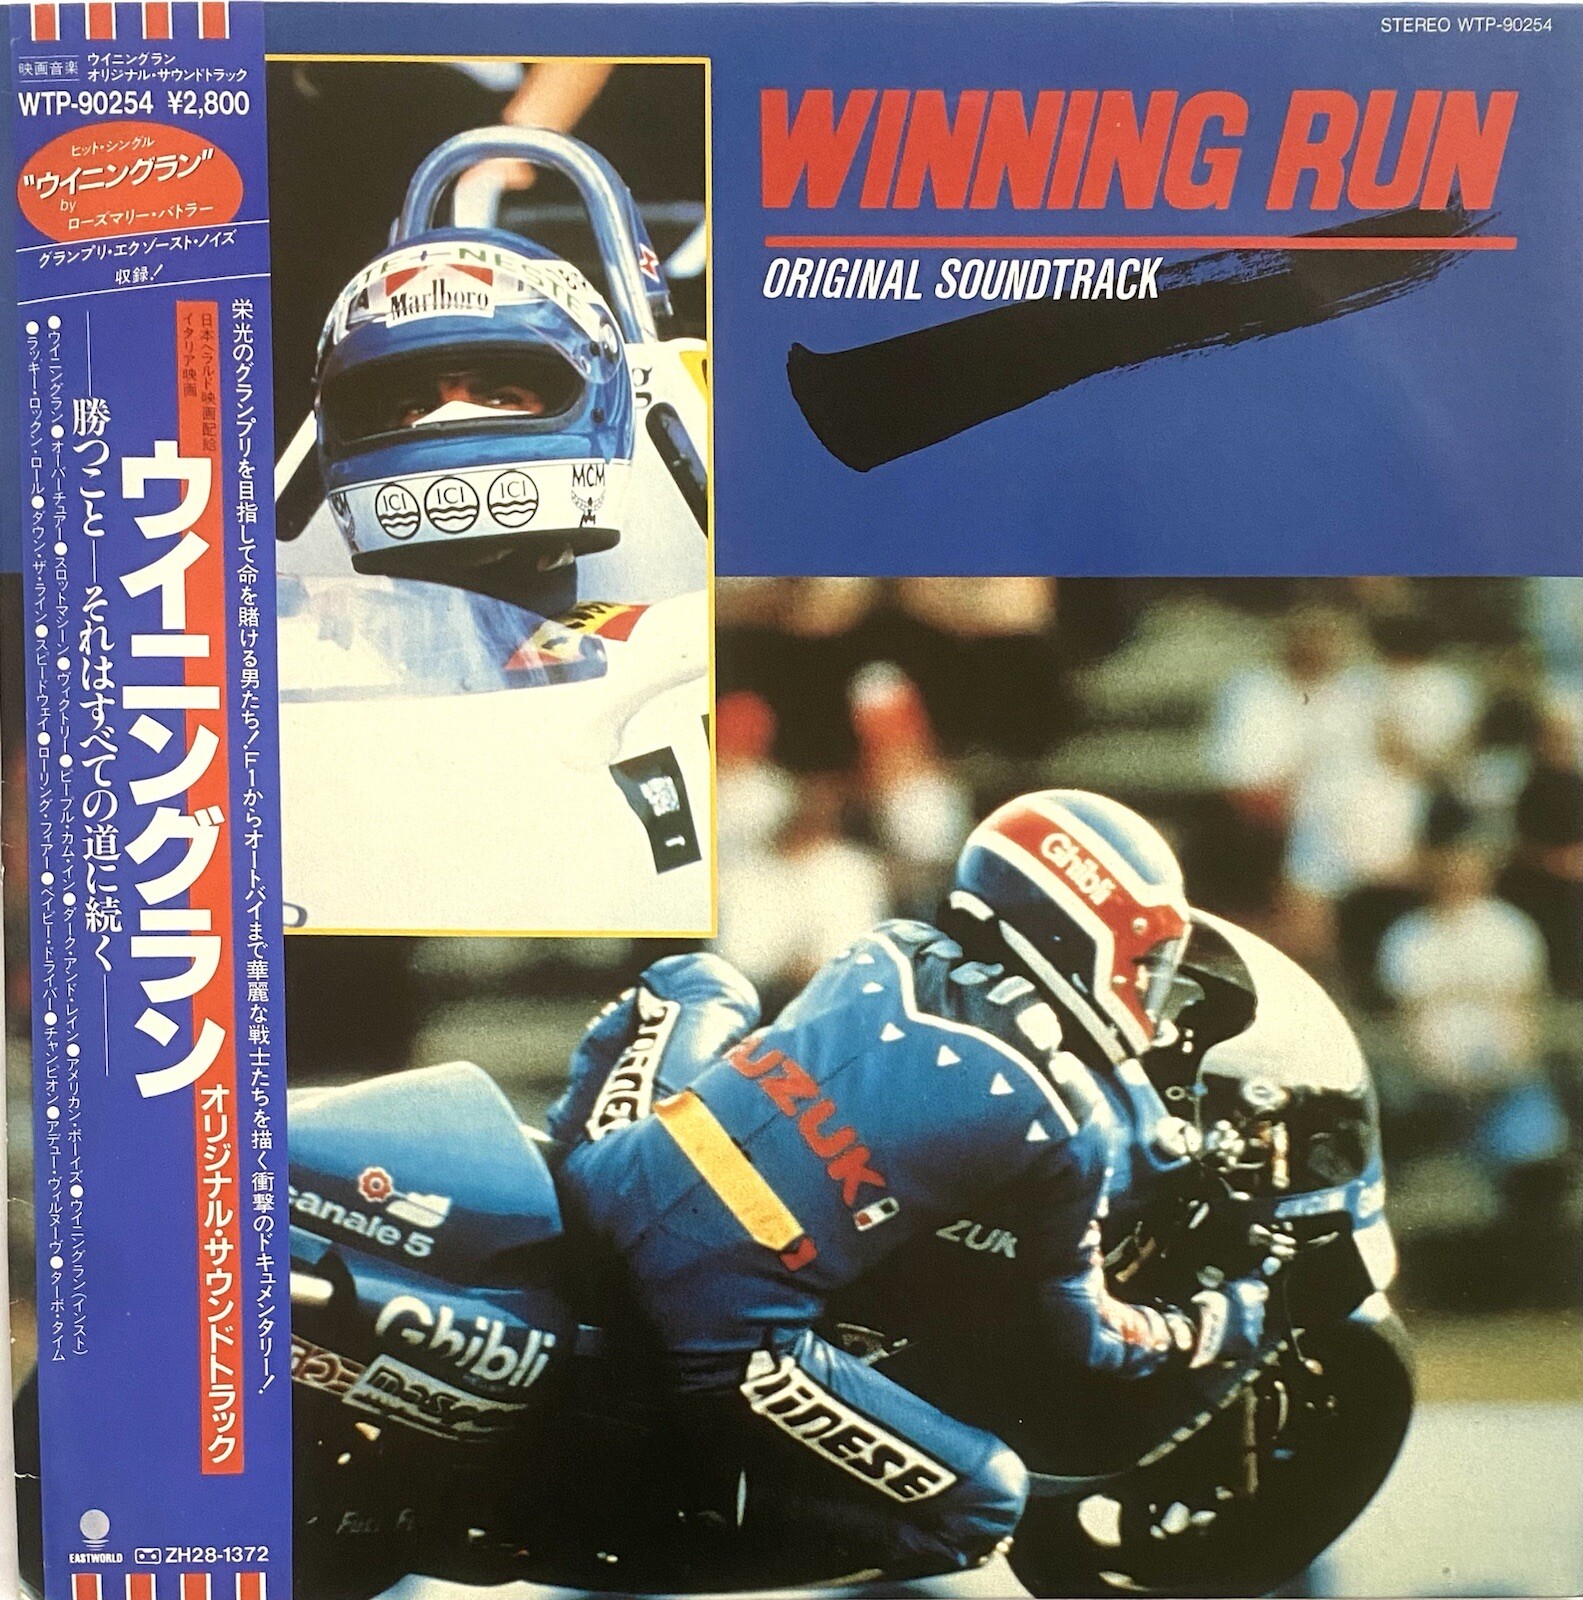 映画音楽
ウイニングラン
オリジナル・サウンドトラック
WTP-90254 ¥2,800
ヒット・シングル
"ウイニングラン"
by
ローズマリー・バトラー
グランプリ・エクゾースト・ノイズ
収録!
栄光のグランプリを目指して命を賭ける男たち!F1からオートバイまで華麗な戦士たちを描く衝撃のドキュメンタリー!
日本ヘラルド映画配給
イタリア映画
ウイニングラン
オリジナル・サウンドトラック
——勝つこと—それはすべての道に続く——
●ウイニングラン●オーバーチュアー●スロットマシーン●ヴィクトリー●ピープル・カム・イン●ダーク・アンド・レイン●アメリカン・ボーイズ●ウイニングラン(インスト)
●ラッキー・ロックン・ロール●ダウン・ザ・ライン●スピードウェイ●ローリング・フィアー●ベイビー・ドライバー●チャンピオン●アデュー・ヴィルヌーヴ●ターボ・タイム
EASTWORLD
ZH28-1372
STEREO WTP-90254
WINNING RUN
ORIGINAL SOUNDTRACK
Marlboro
ICI
ICI
ICI
MCM
Ghibli
UZUKI
ZUK
canale 5
Ghibli